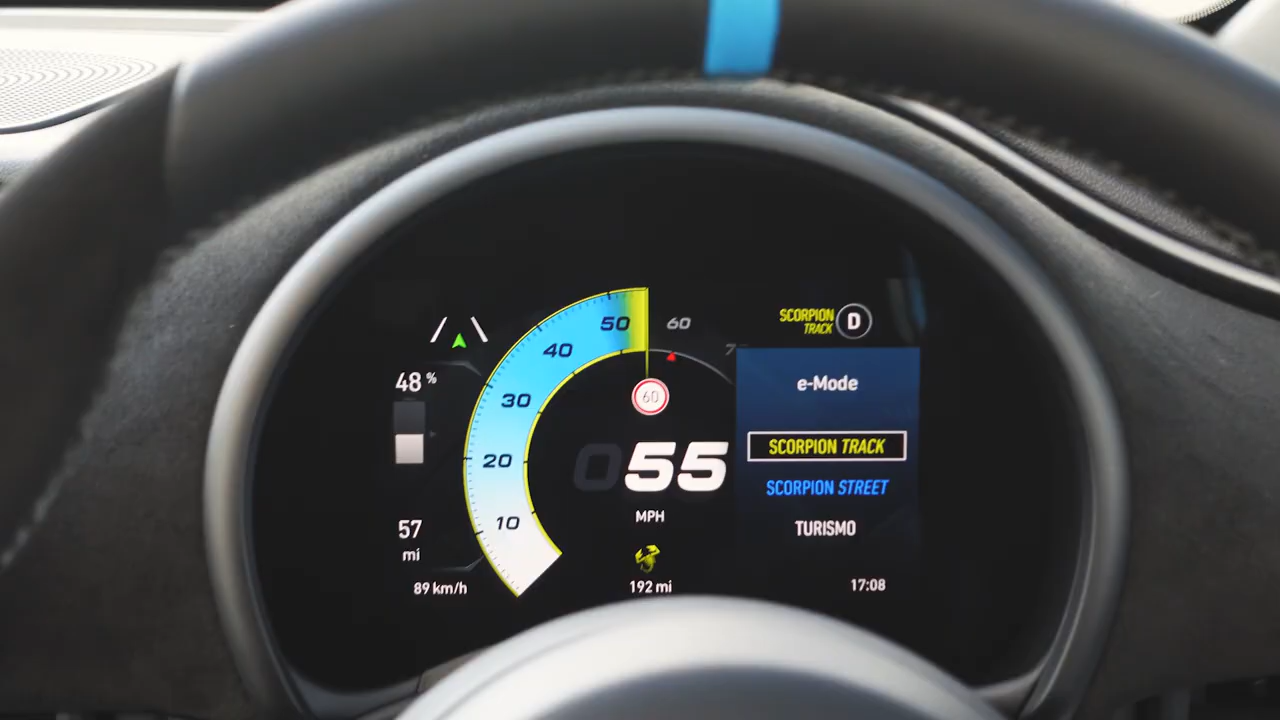 SCORPION
TRACK
D
50
60
40
48 %
e-Mode
30
60
SCORPION TRACK
20
055
SCORPION STREET
10
MPH
57
mi
TURISMO
89 km/h
192 mi
17:08